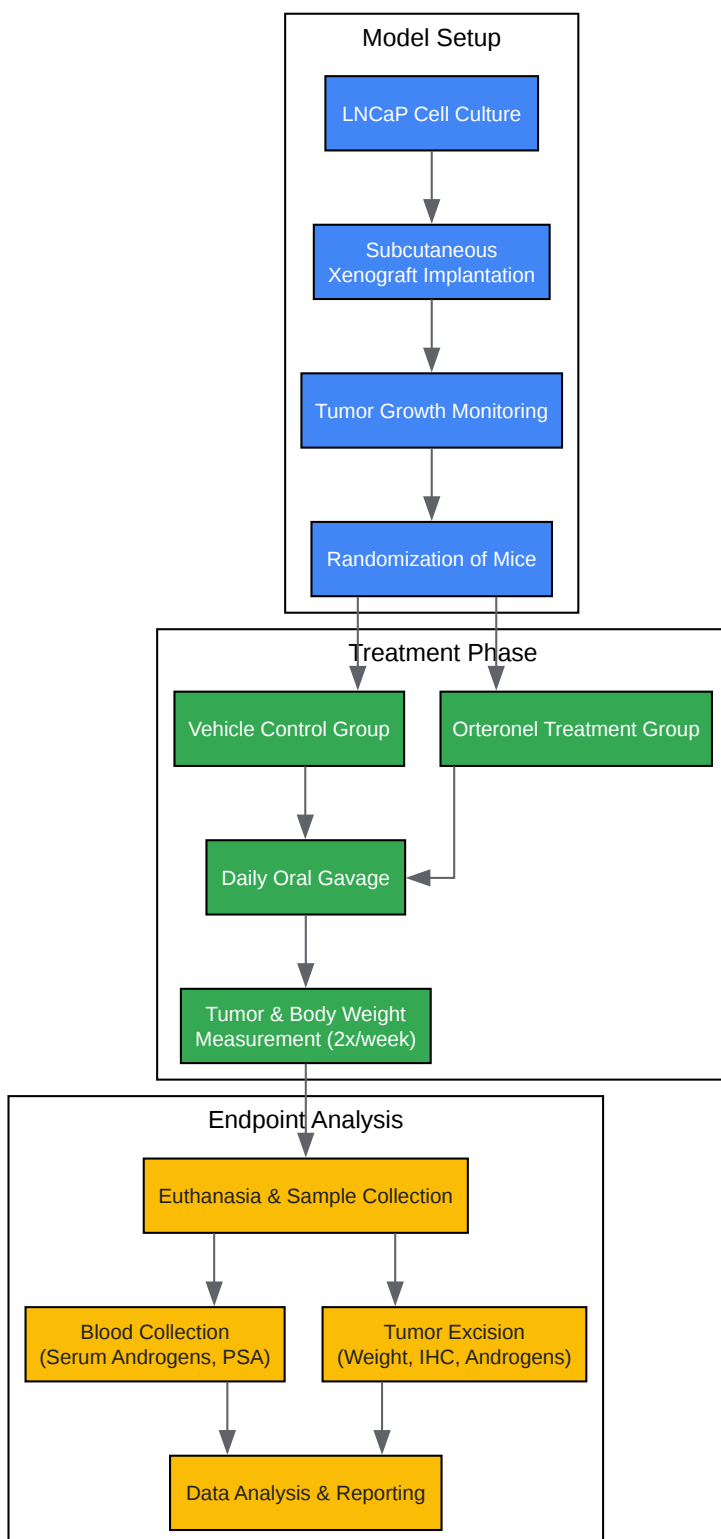 Model Setup
LNCaP Cell Culture
Subcutaneous
Xenograft Implantation
Tumor Growth Monitoring
Randomization of Mice
Treatment Phase
Vehicle Control Group
Orteronel Treatment Group
Daily Oral Gavage
Tumor & Body Weight
Measurement (2x/week)
Endpoint Analysis
Euthanasia & Sample Collection
Blood Collection
(Serum Androgens, PSA)
Tumor Excision
(Weight, IHC, Androgens)
Data Analysis & Reporting